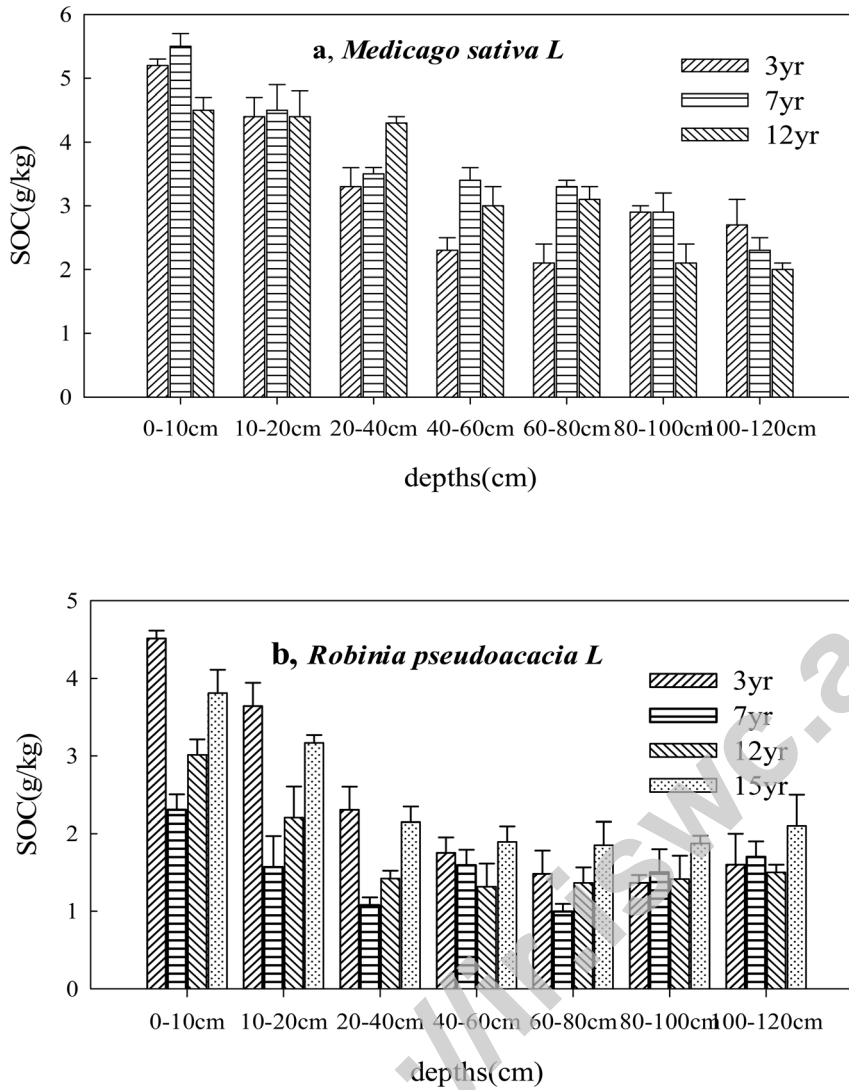 6
5
4
3
2
1
0
SOC(g/kg)
a, Medicago sativa L
3yr
7yr
12yr
0-10cm 10-20cm 20-40cm 40-60cm 60-80cm 80-100cm 100-120cm
depths(cm)
5
4
3
2
1
0
SOC(g/kg)
b, Robinia pseudoacacia L
3yr
7yr
12yr
15yr
0-10cm 10-20cm 20-40cm 40-60cm 60-80cm 80-100cm 100-120cm
depths(cm)
://ir.iswc.a